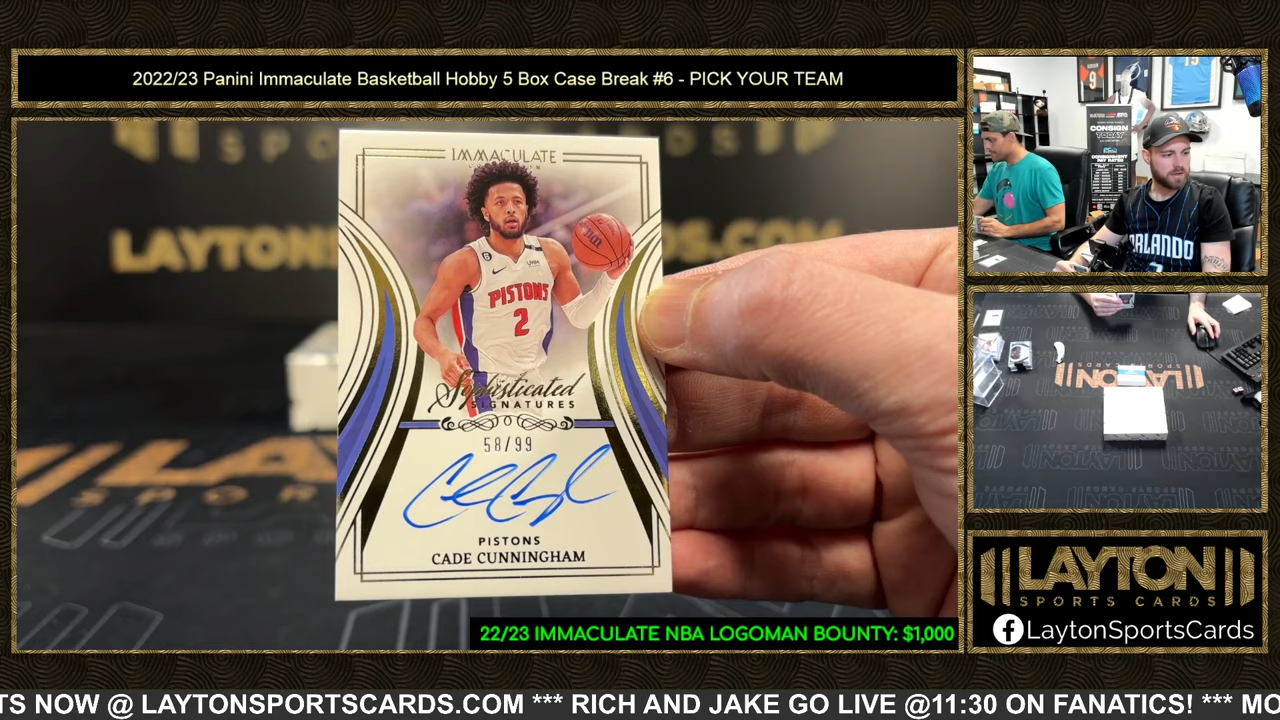 2022/23 Panini Immaculate Basketball Hobby 5 Box Case Break #6 - PICK YOUR TEAM
IMMACULATE
PISTONS
2
6
Sophisticated
SIGNATURES
58/99
PISTONS
CADE CUNNINGHAM
22/23 IMMACULATE NBA LOGOMAN BOUNTY: $1,000
CONSIGN
TODAY
ORLANDO
LAYTON
LAYTON
SPORTS CARDS
LaytonSportsCards
TS NOW @ LAYTONSPORTSCARDS.COM *** RICH AND JAKE GO LIVE @11:30 ON FANATICS! *** MO